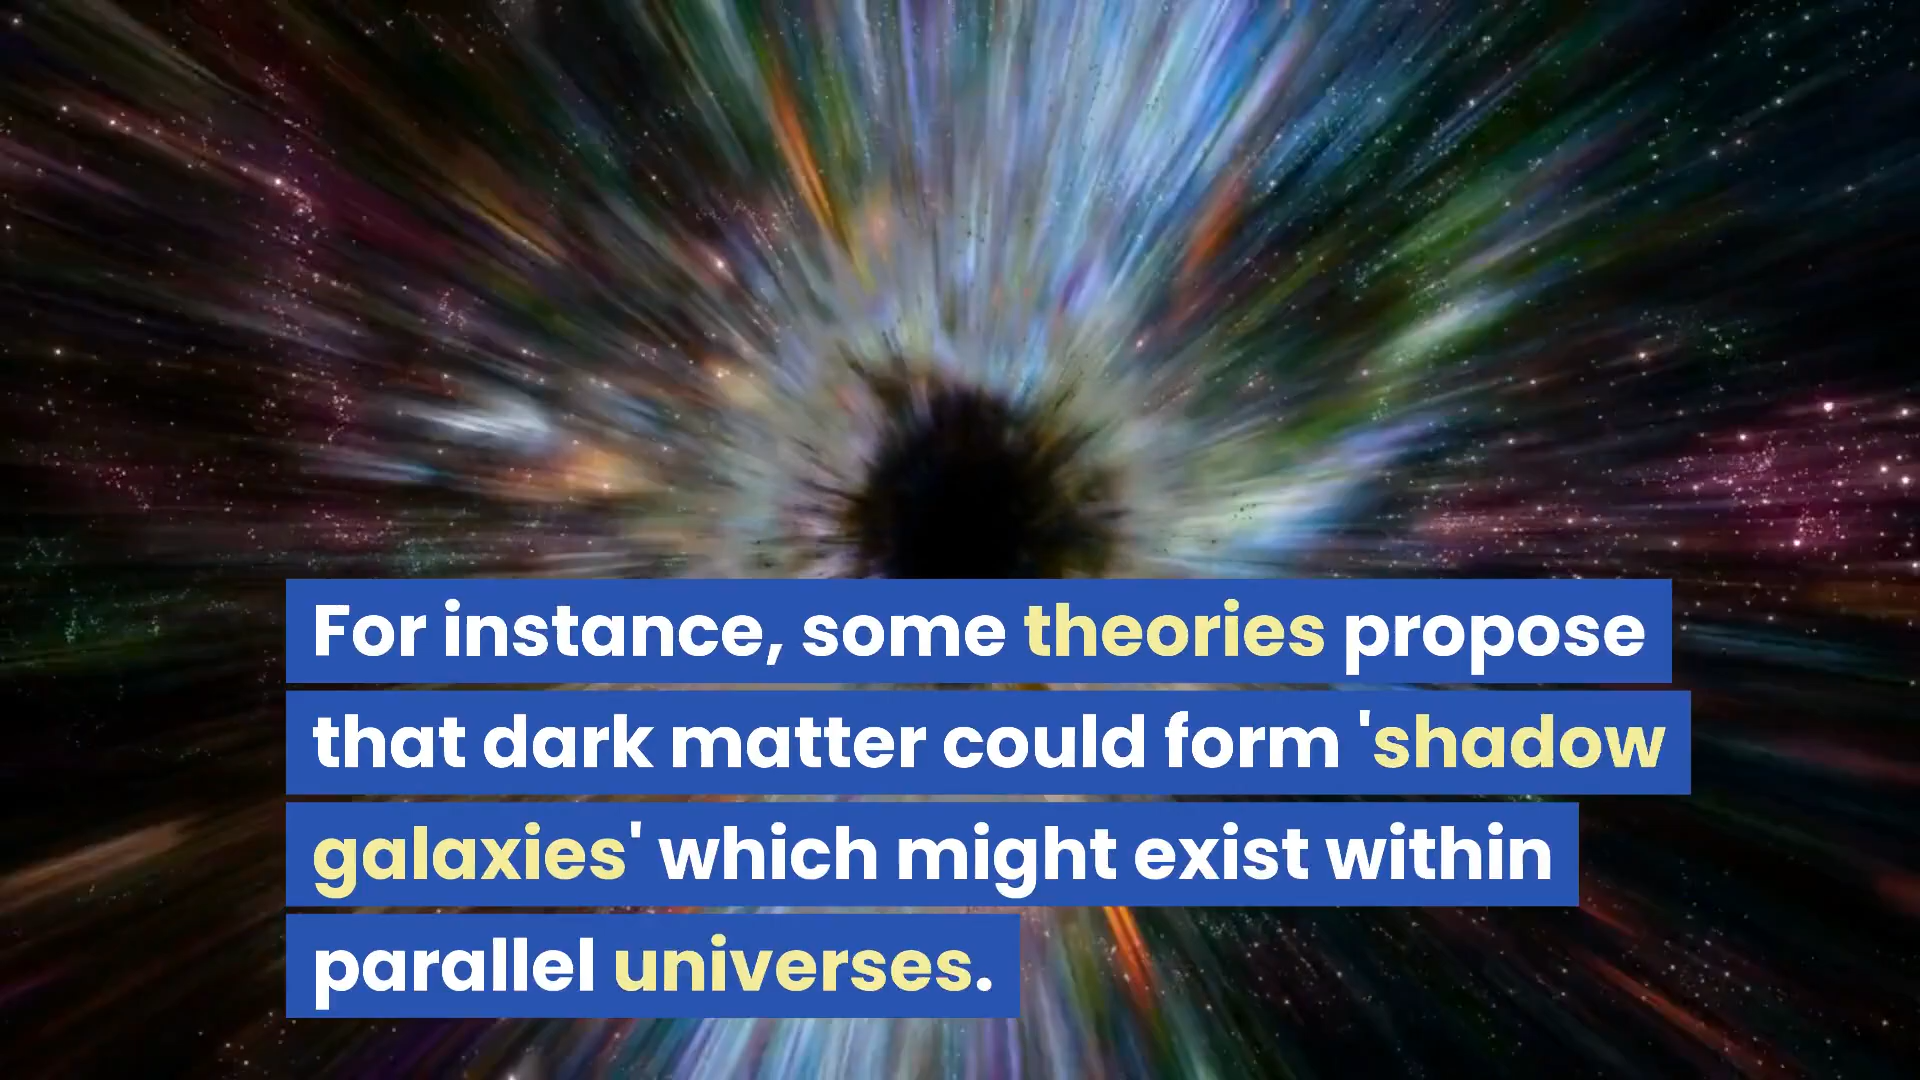 For instance, some theories propose
that dark matter could form 'shadow
galaxies' which might exist within
parallel universes.